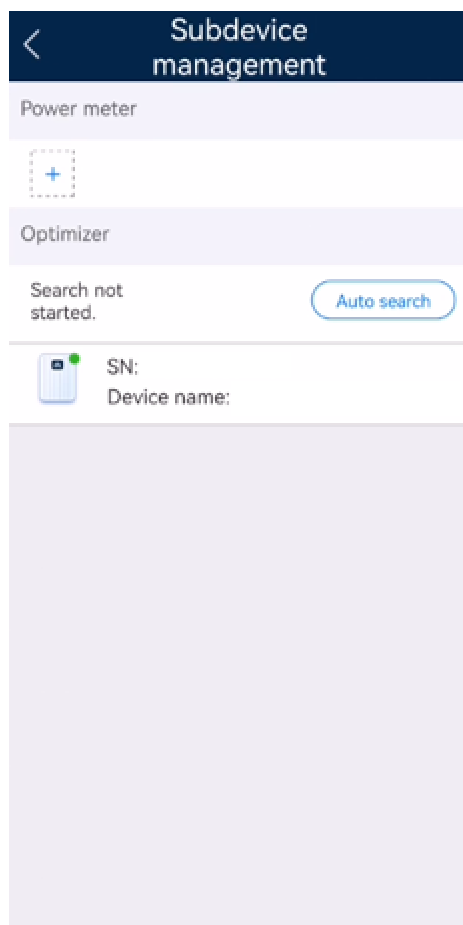 Subdevice
management
Power meter
+
Optimizer
Search not
started.
Auto search
SN:
Device name: